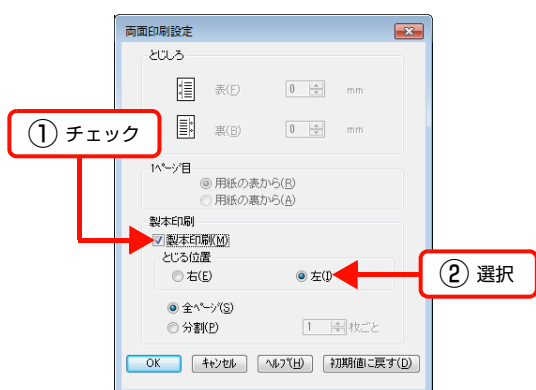 両面印刷設定
とじしろ
表(F) 0 mm
裏(B) 0 mm
① チェック
1ページ目
用紙の表から(R)
用紙の裏から(A)
製本印刷
製本印刷(M)
とじる位置
右(E) 左(I)
② 選択
全ページ(S)
分割(P) 1 枚ごと
OK キャンセル ヘルプ(H) 初期値に戻す(D)